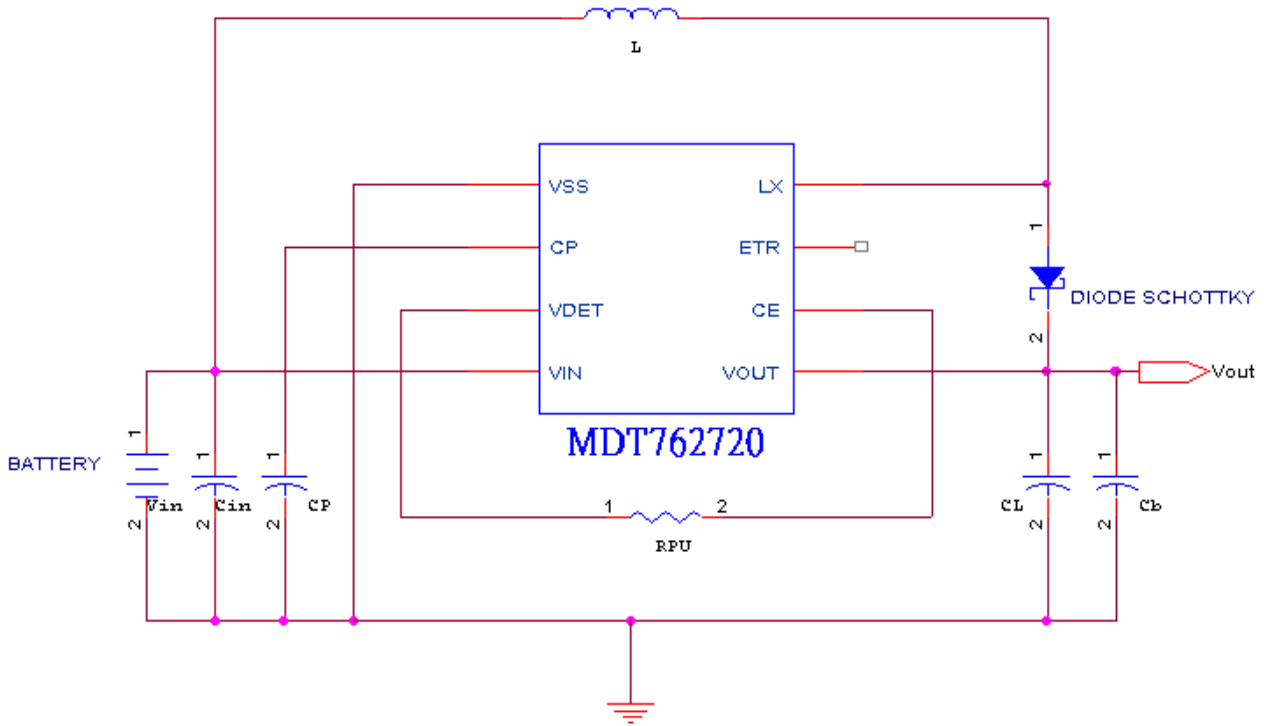 L
VSS
LX
CP
ETR
1
VDET
CE
DIODE SCHOTTKY
2
VIN
VOUT
Vout
MDT762720
BATTERY
1
Vin
2
1
Cin
2
1
CP
2
1
2
RPU
1
CL
2
1
Cb
2